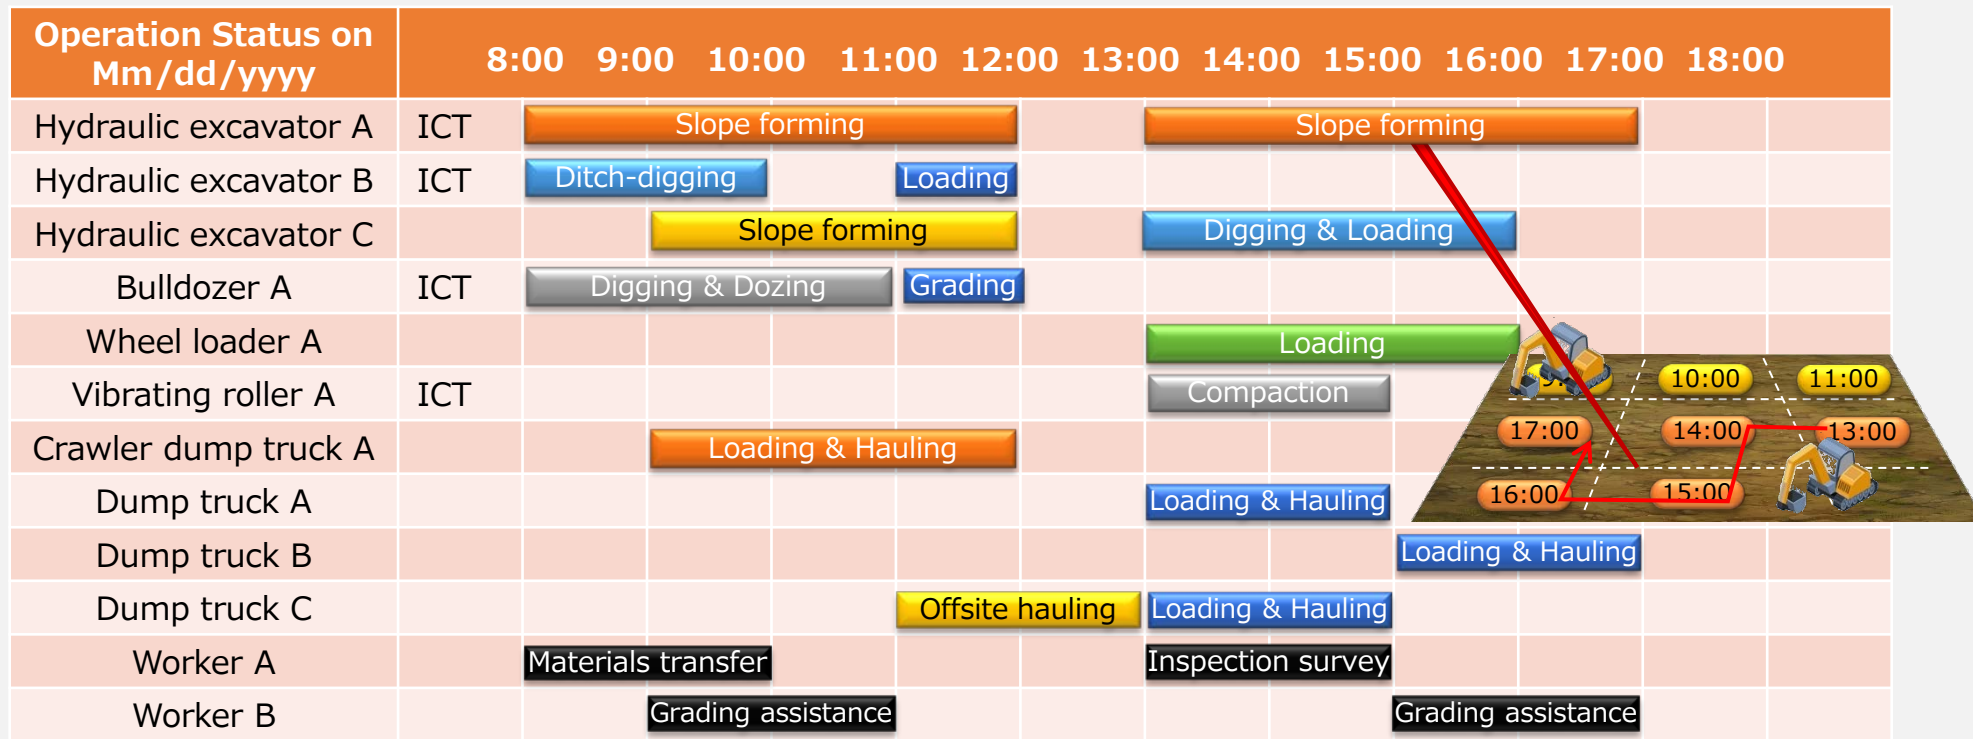 Operation Status on
Mm/dd/yyyy
8:00 9:00 10:00 11:00 12:00 13:00 14:00 15:00 16:00 17:00 18:00
Hydraulic excavator A ICT Slope forming Slope forming
Hydraulic excavator B ICT Ditch-digging Loading
Hydraulic excavator C Slope forming Digging & Loading
Bulldozer A ICT Digging & Dozing Grading
Wheel loader A Loading
Vibrating roller A ICT Compaction
10:00 11:00
Crawler dump truck A Loading & Hauling
17:00 14:00 13:00
Dump truck A Loading & Hauling
16:00 15:00
Dump truck B Loading & Hauling
Dump truck C Offsite hauling Loading & Hauling
Worker A Materials transfer Inspection survey
Worker B Grading assistance Grading assistance